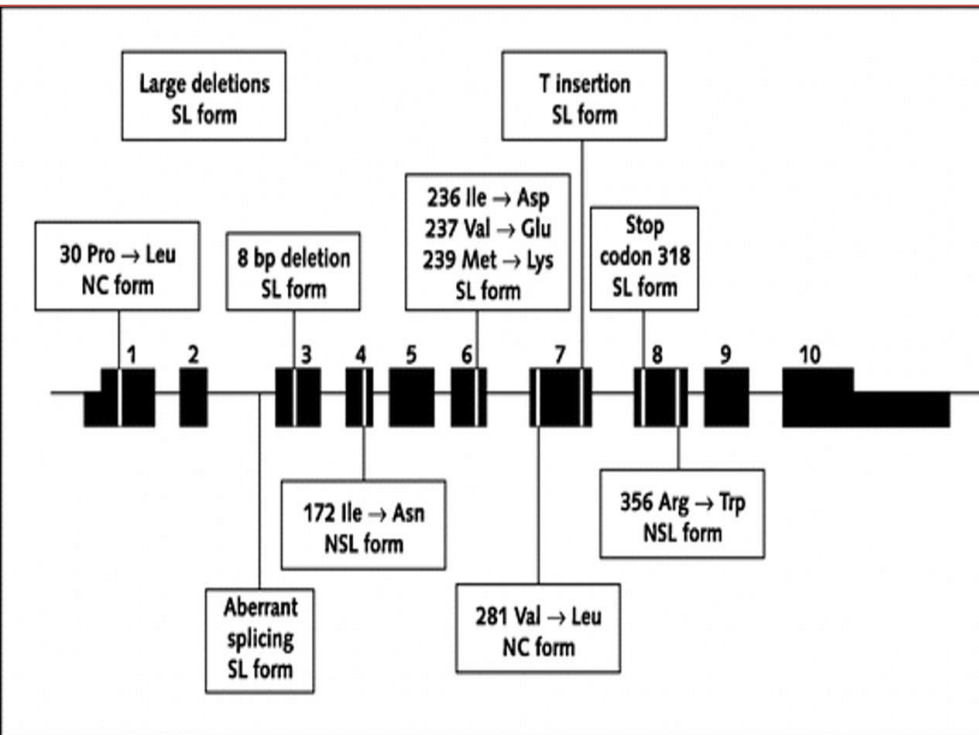 Large deletions
SL form
T insertion
SL form
236 Ile → Asp
237 Val → Glu
239 Met → Lys
SL form
Stop
codon 318
SL form
30 Pro → Leu
NC form
8 bp deletion
SL form
1 2 3 4 5 6 7 8 9 10
172 Ile → Asn
NSL form
356 Arg → Trp
NSL form
Aberrant
splicing
SL form
281 Val → Leu
NC form